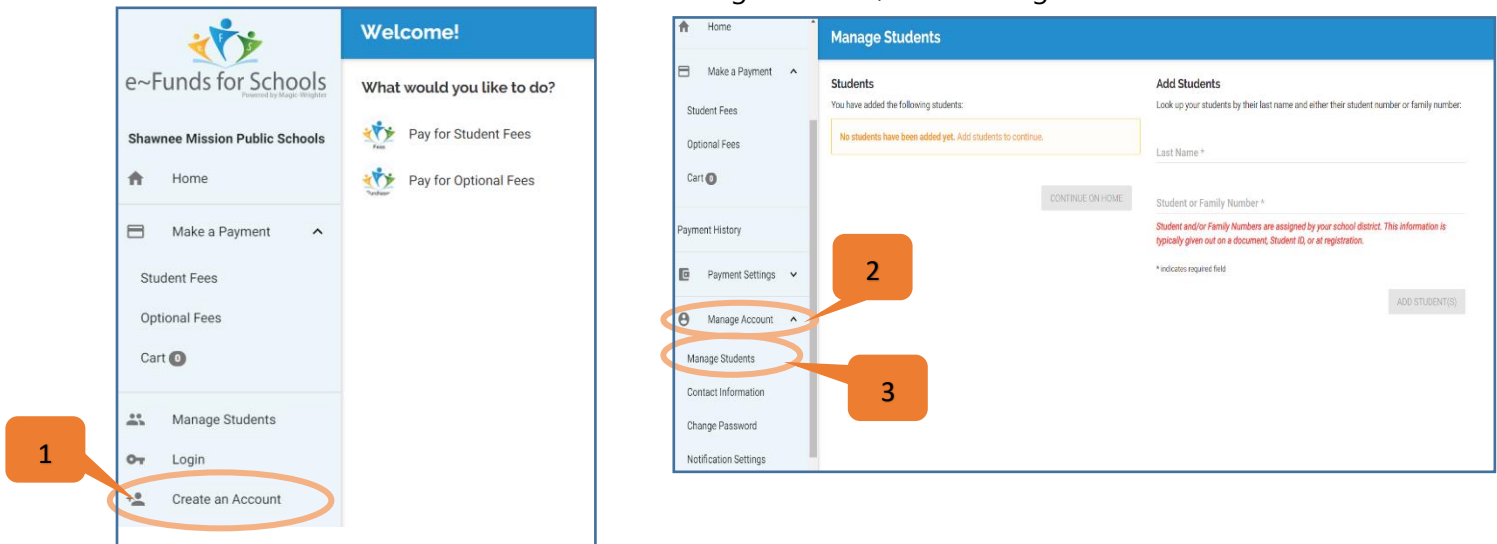 e~Funds for Schools
Powered by Magic-Wrighter
Shawnee Mission Public Schools
Home
Make a Payment
Student Fees
Optional Fees
Cart 0
Manage Students
Login
Create an Account
1
Welcome!
What would you like to do?
Pay for Student Fees
Pay for Optional Fees
Home
Make a Payment
Student Fees
Optional Fees
Cart 0
Payment History
Payment Settings
Manage Account
Manage Students
Contact Information
Change Password
Notification Settings
2
3
Manage Students
Students
You have added the following students:
No students have been added yet. Add students to continue.
CONTINUE ON HOME
Add Students
Look up your students by their last name and either their student number or family number:
Last Name *
Student or Family Number *
Student and/or Family Numbers are assigned by your school district. This information is
typically given out on a document, Student ID, or at registration.
* indicates required field
ADD STUDENT(S)